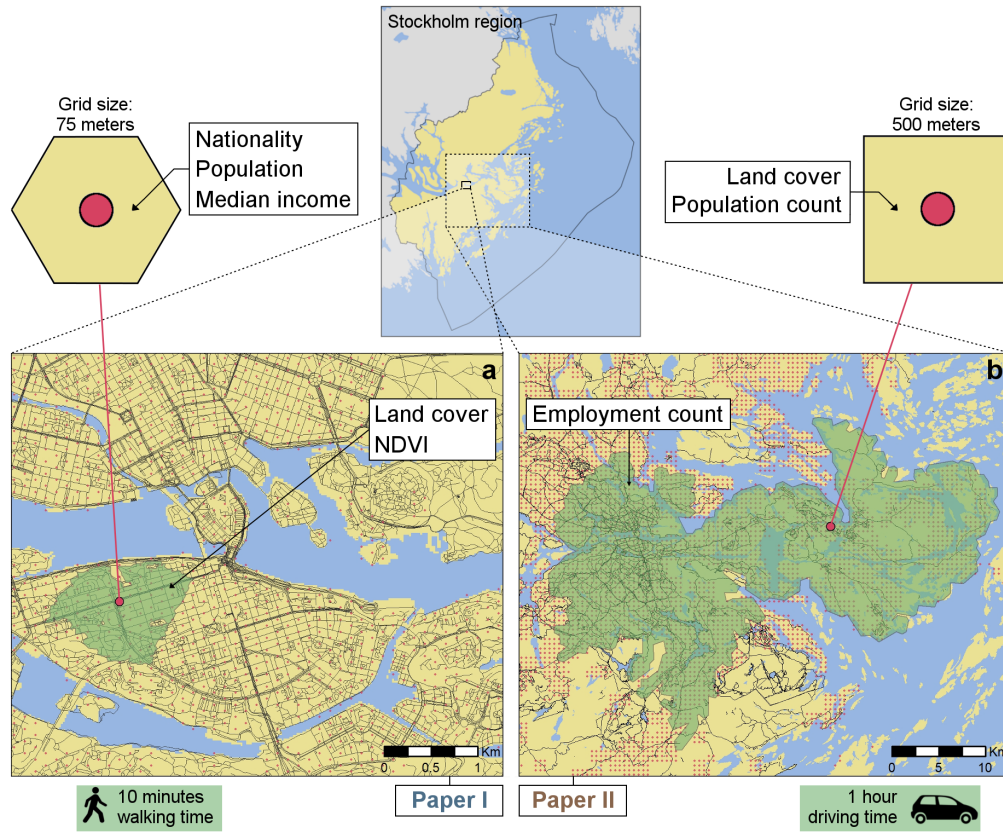 Stockholm region
Grid size:
75 meters
Nationality
Population
Median income
Grid size:
500 meters
Land cover
Population count
a
Land cover
NDVI
Km
0 0.5 1
b
Employment count
Km
0 5 10
10 minutes
walking time
Paper I
Paper II
1 hour
driving time